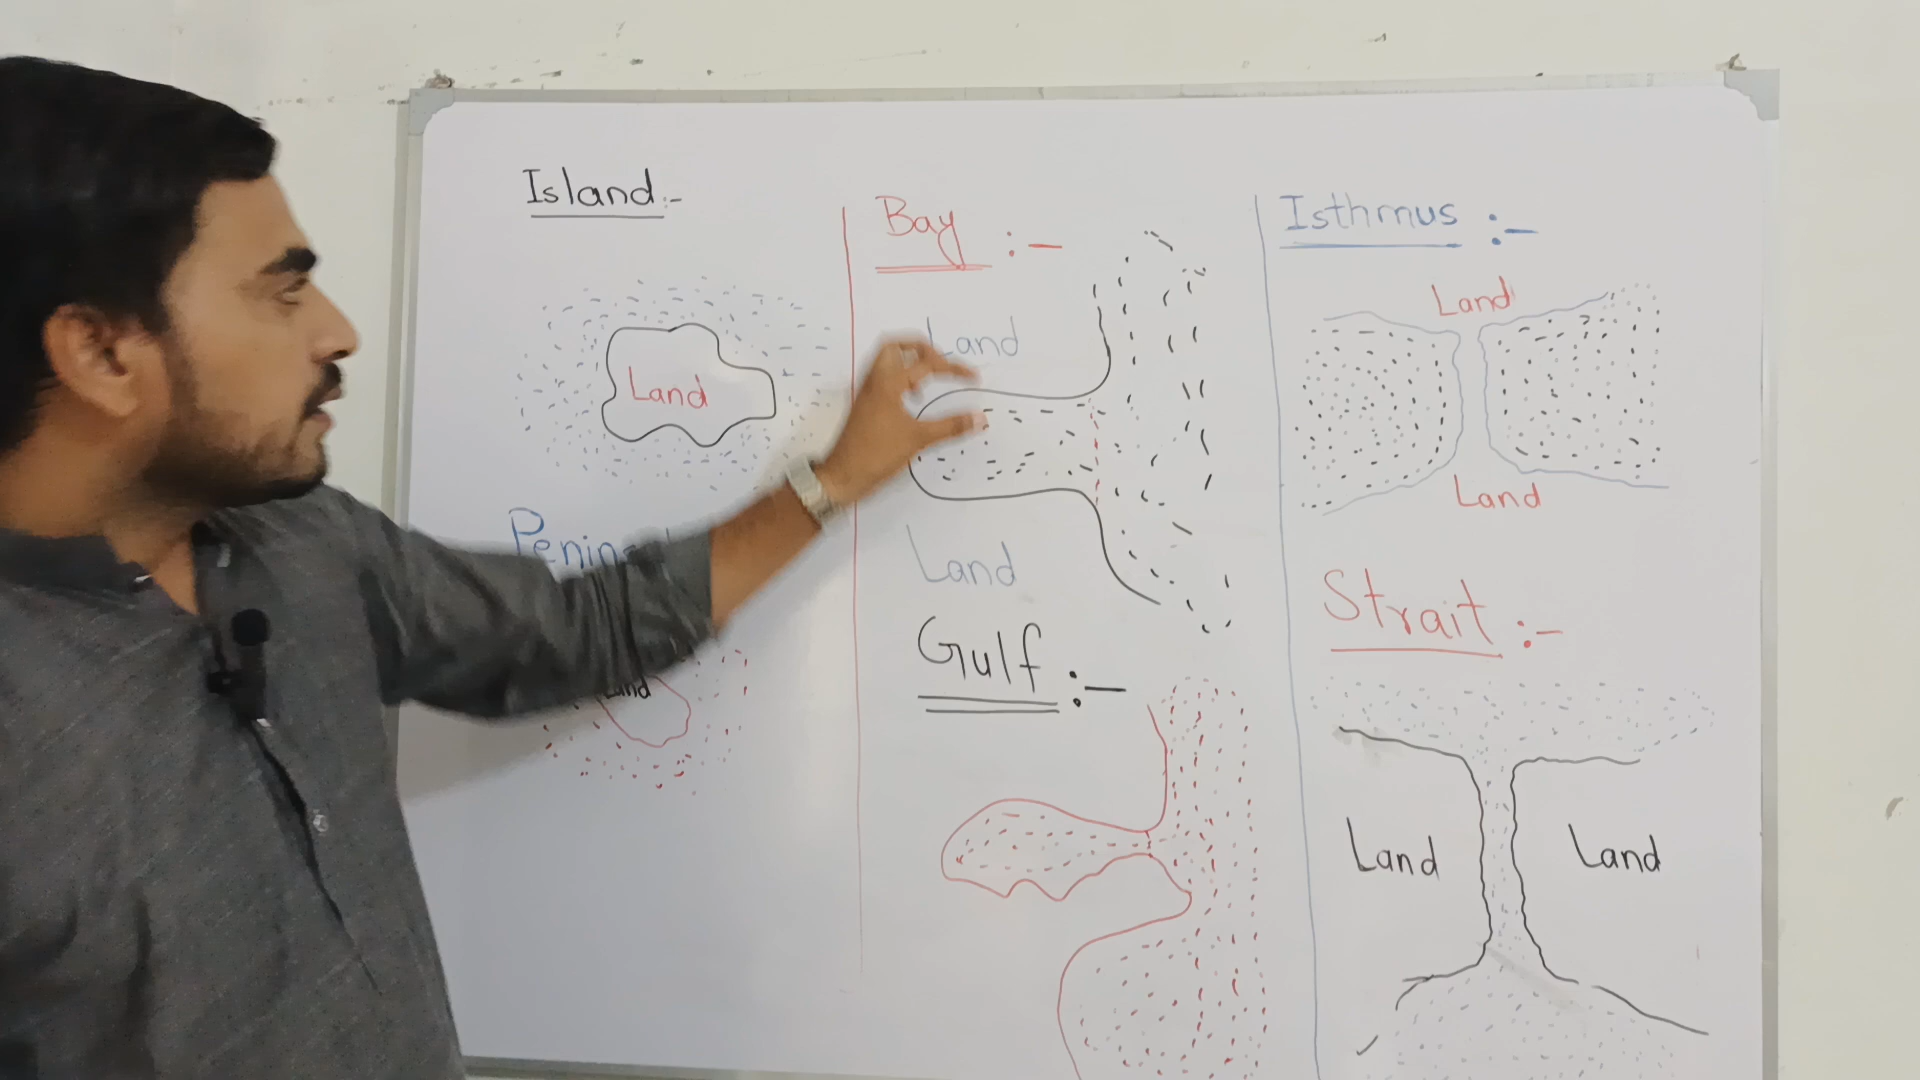 Island:-
Land
Bay :-
Land
Land
Gulf :-
Isthmus :-
Land
Land
Strait :-
Land
Land